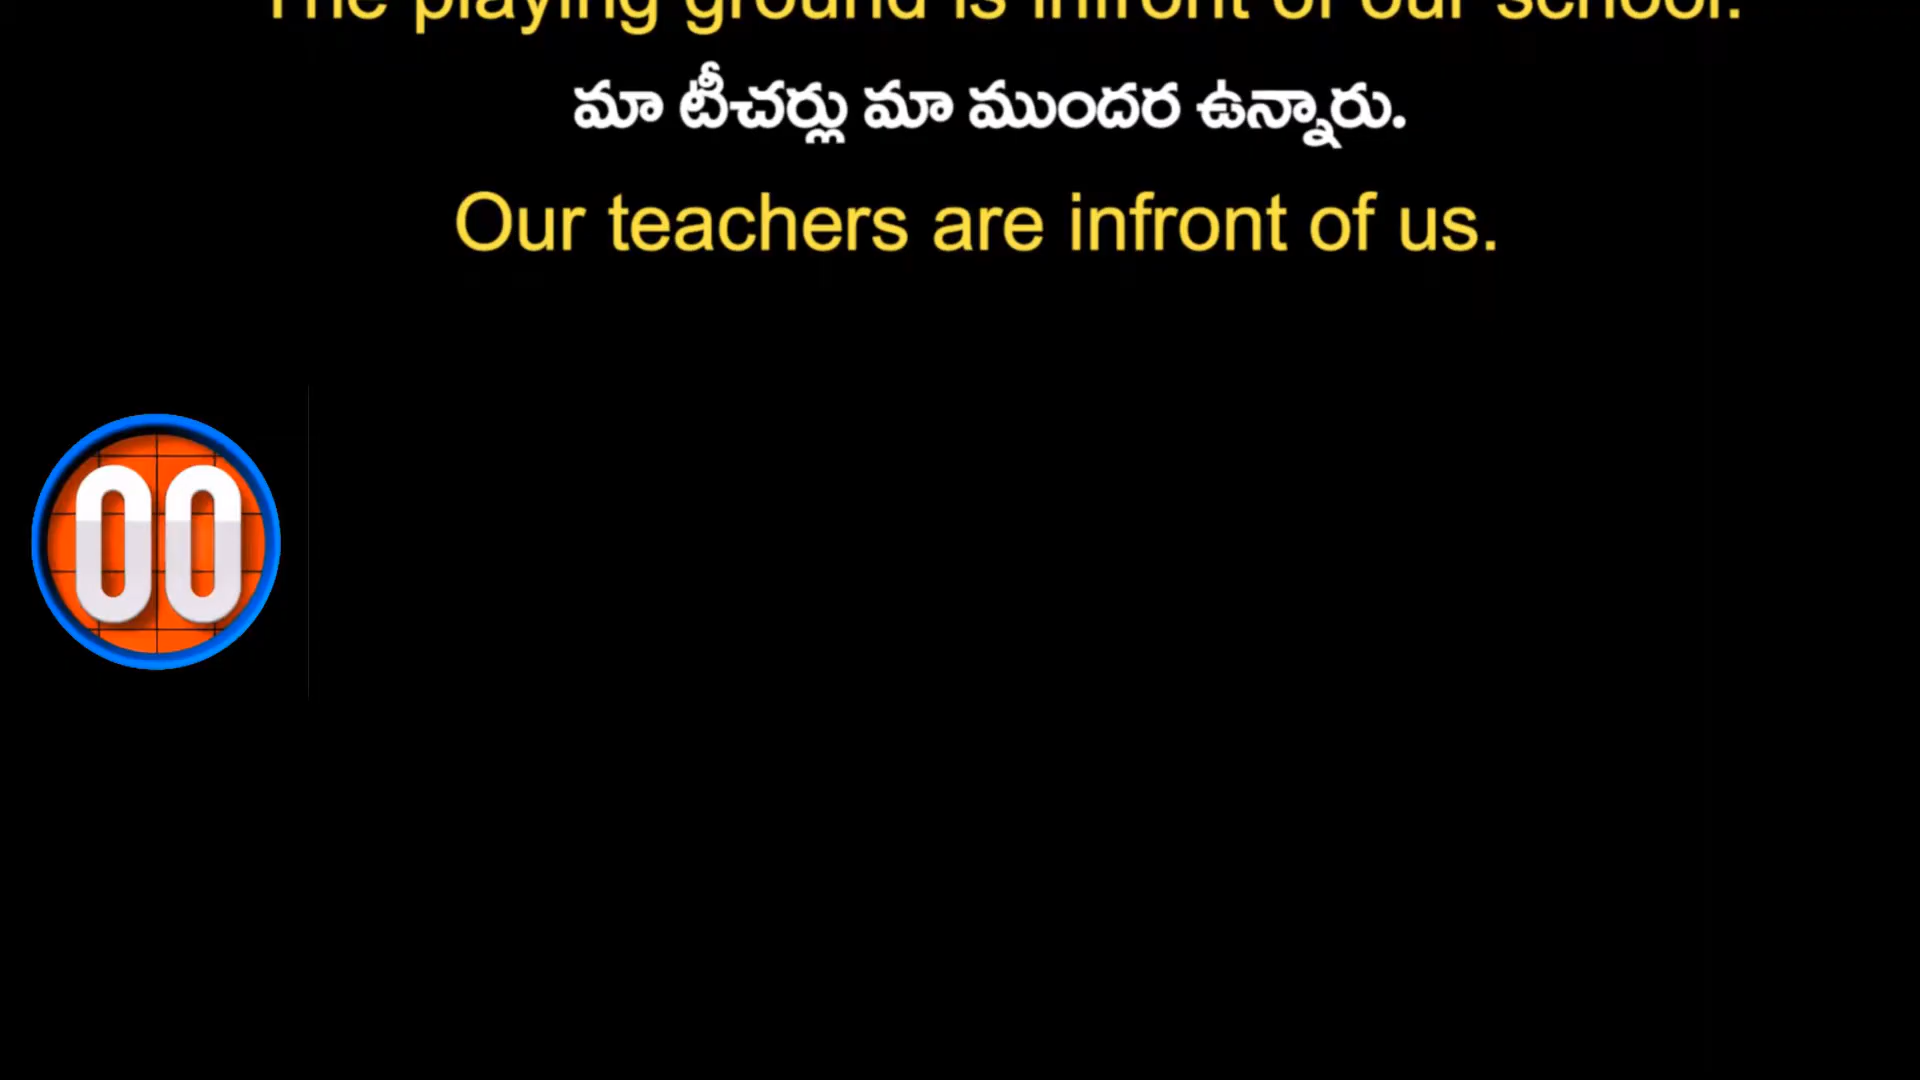 The playing ground is infront of our school.
మా టీచర్లు మా ముందర ఉన్నారు.
Our teachers are infront of us.
00